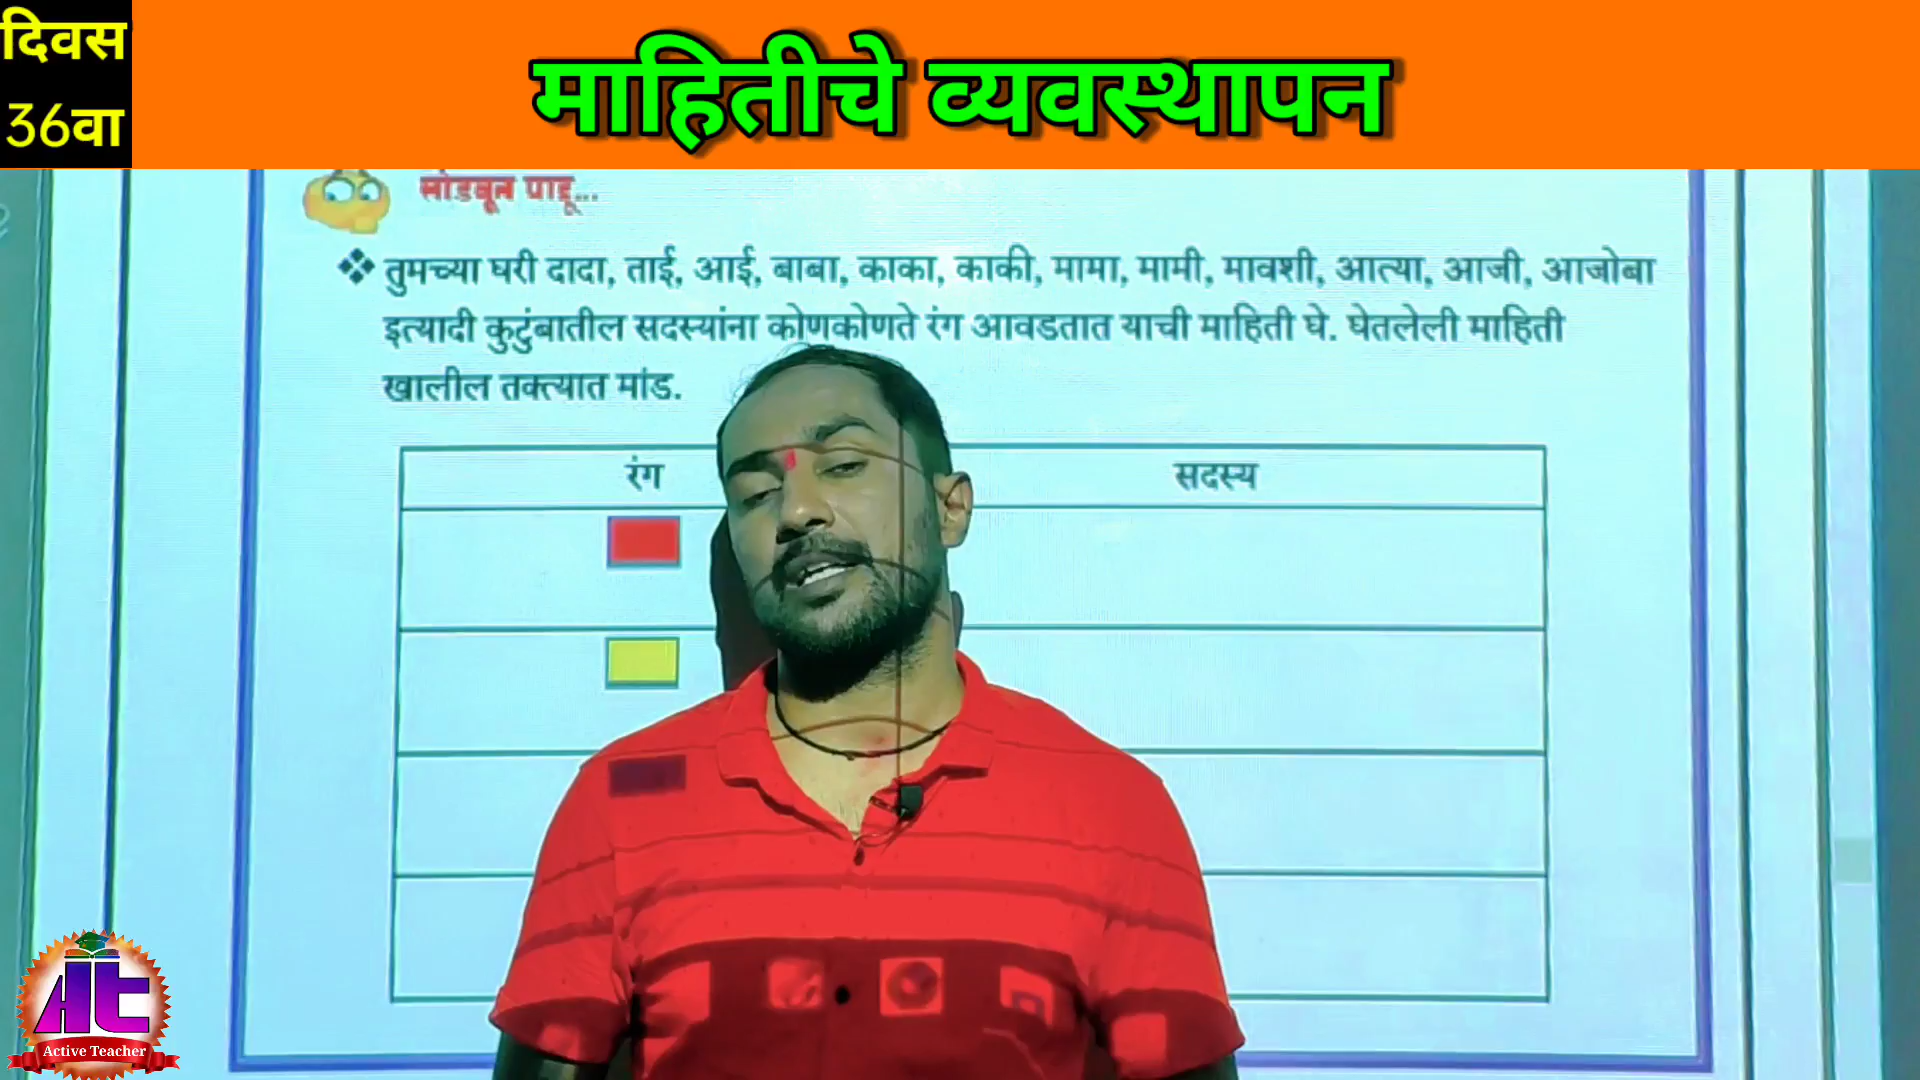 दिवस
36वा
माहितीचे व्यवस्थापन
सोडवून पाहू...
❖ तुमच्या घरी दादा, ताई, आई, बाबा, काका, काकी, मामा, मामी, मावशी, आत्या, आजी, आजोबा
इत्यादी कुटुंबातील सदस्यांना कोणकोणते रंग आवडतात याची माहिती घे. घेतलेली माहिती
खालील तक्त्यात मांड.
रंग
सदस्य
At
Active Teacher